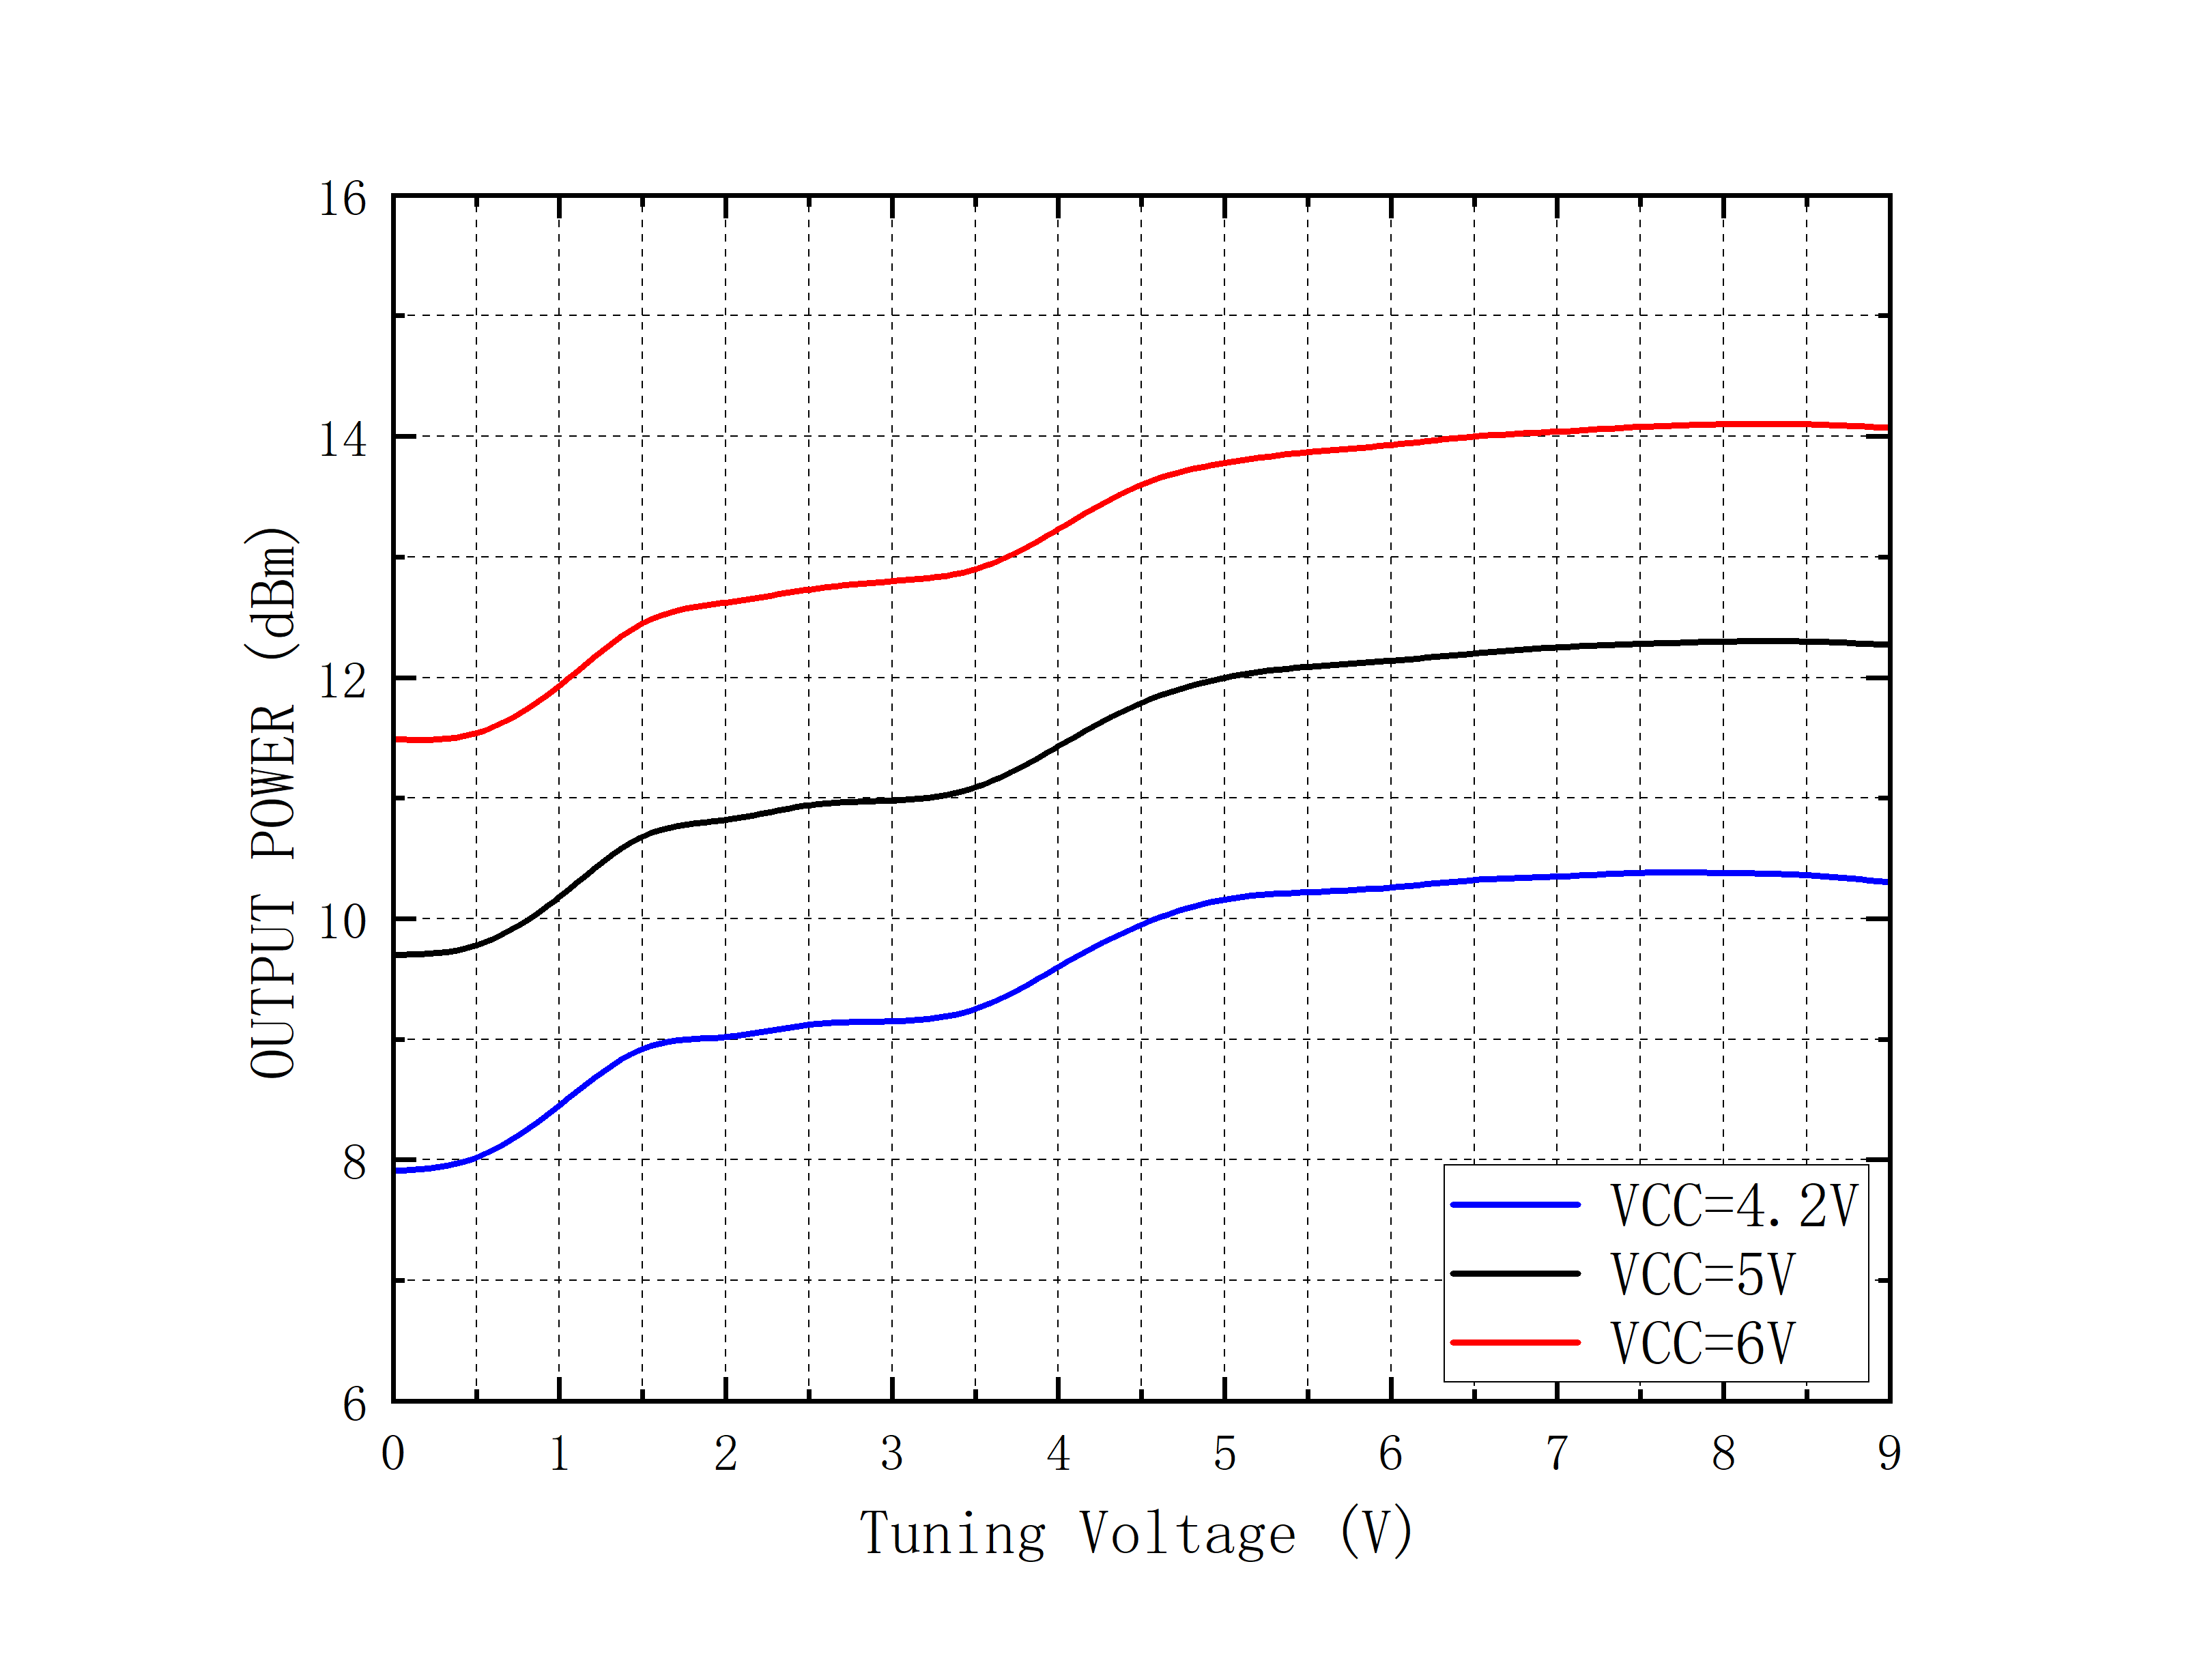 16
14
12
10
8
6
OUTPUT POWER (dBm)
0 1 2 3 4 5 6 7 8 9
Tuning Voltage (V)
VCC=4.2V
VCC=5V
VCC=6V